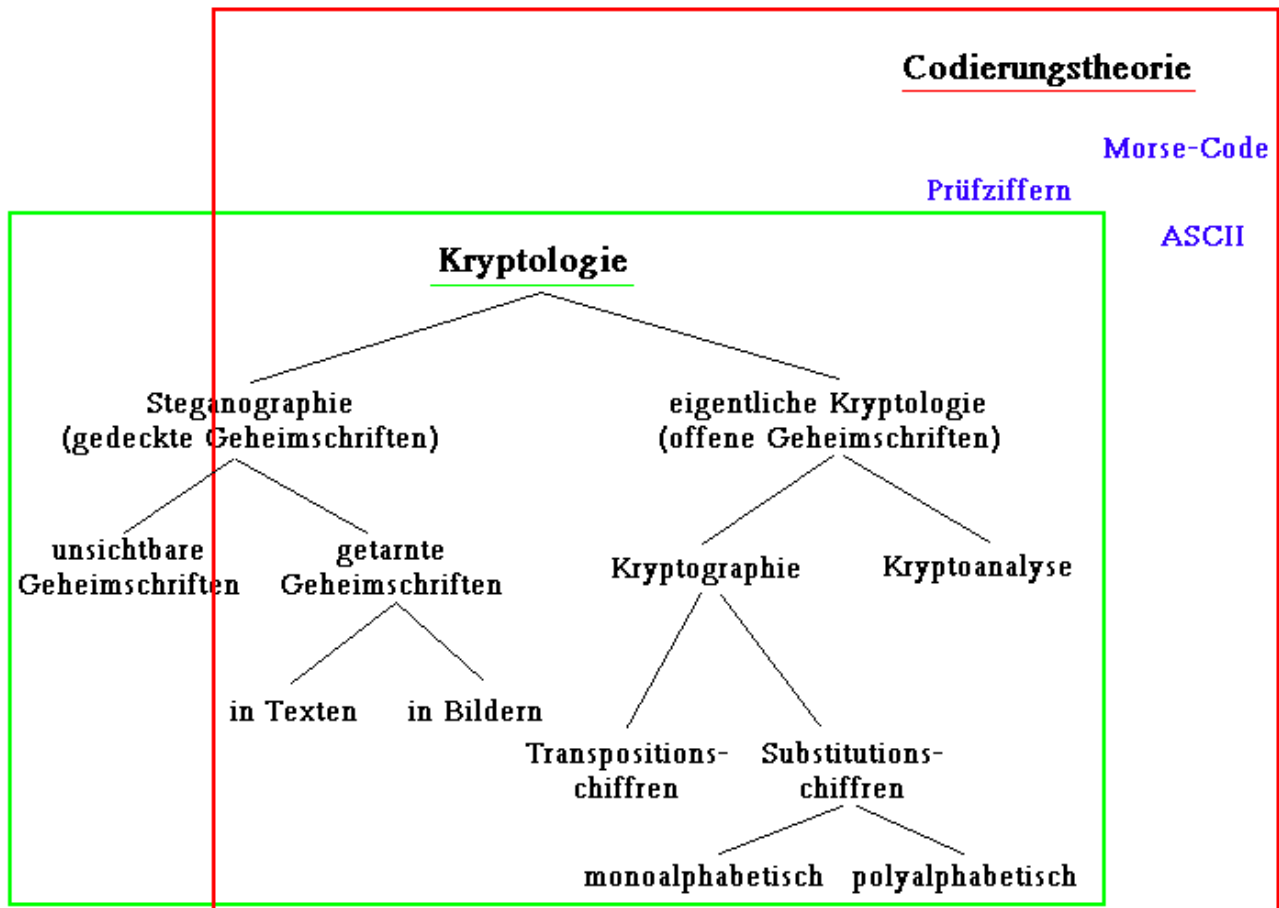 Codierungstheorie
Morse-Code
Prüfziffern
ASCII
Kryptologie
Steganographie
(gedeckte Geheimschriften)
eigentliche Kryptologie
(offene Geheimschriften)
unsichtbare
Geheimschriften
getarnte
Geheimschriften
Kryptographie
Kryptoanalyse
in Texten
in Bildern
Transpositions-
chiffren
Substitutions-
chiffren
monoalphabetisch
polyalphabetisch